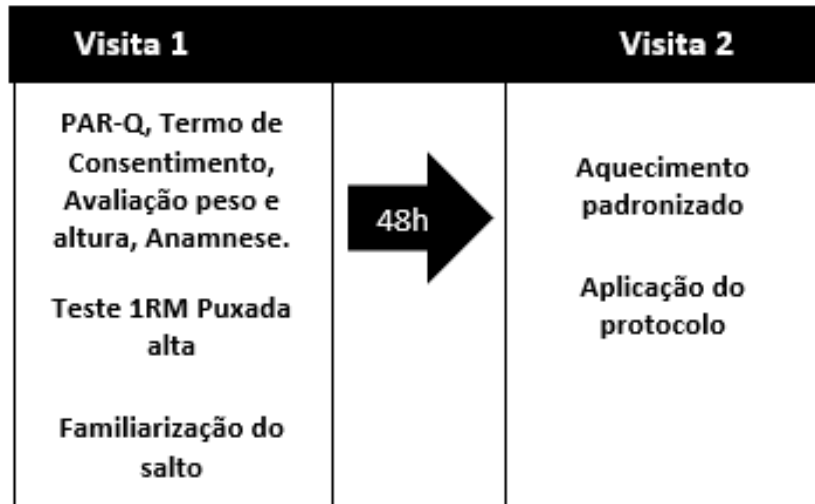 Visita 1
Visita 2
PAR-Q, Termo de
Consentimento,
Avaliação peso e
altura, Anamnese.
Teste 1RM Puxada
alta
Familiarização do
salto
48h
Aquecimento
padronizado
Aplicação do
protocolo